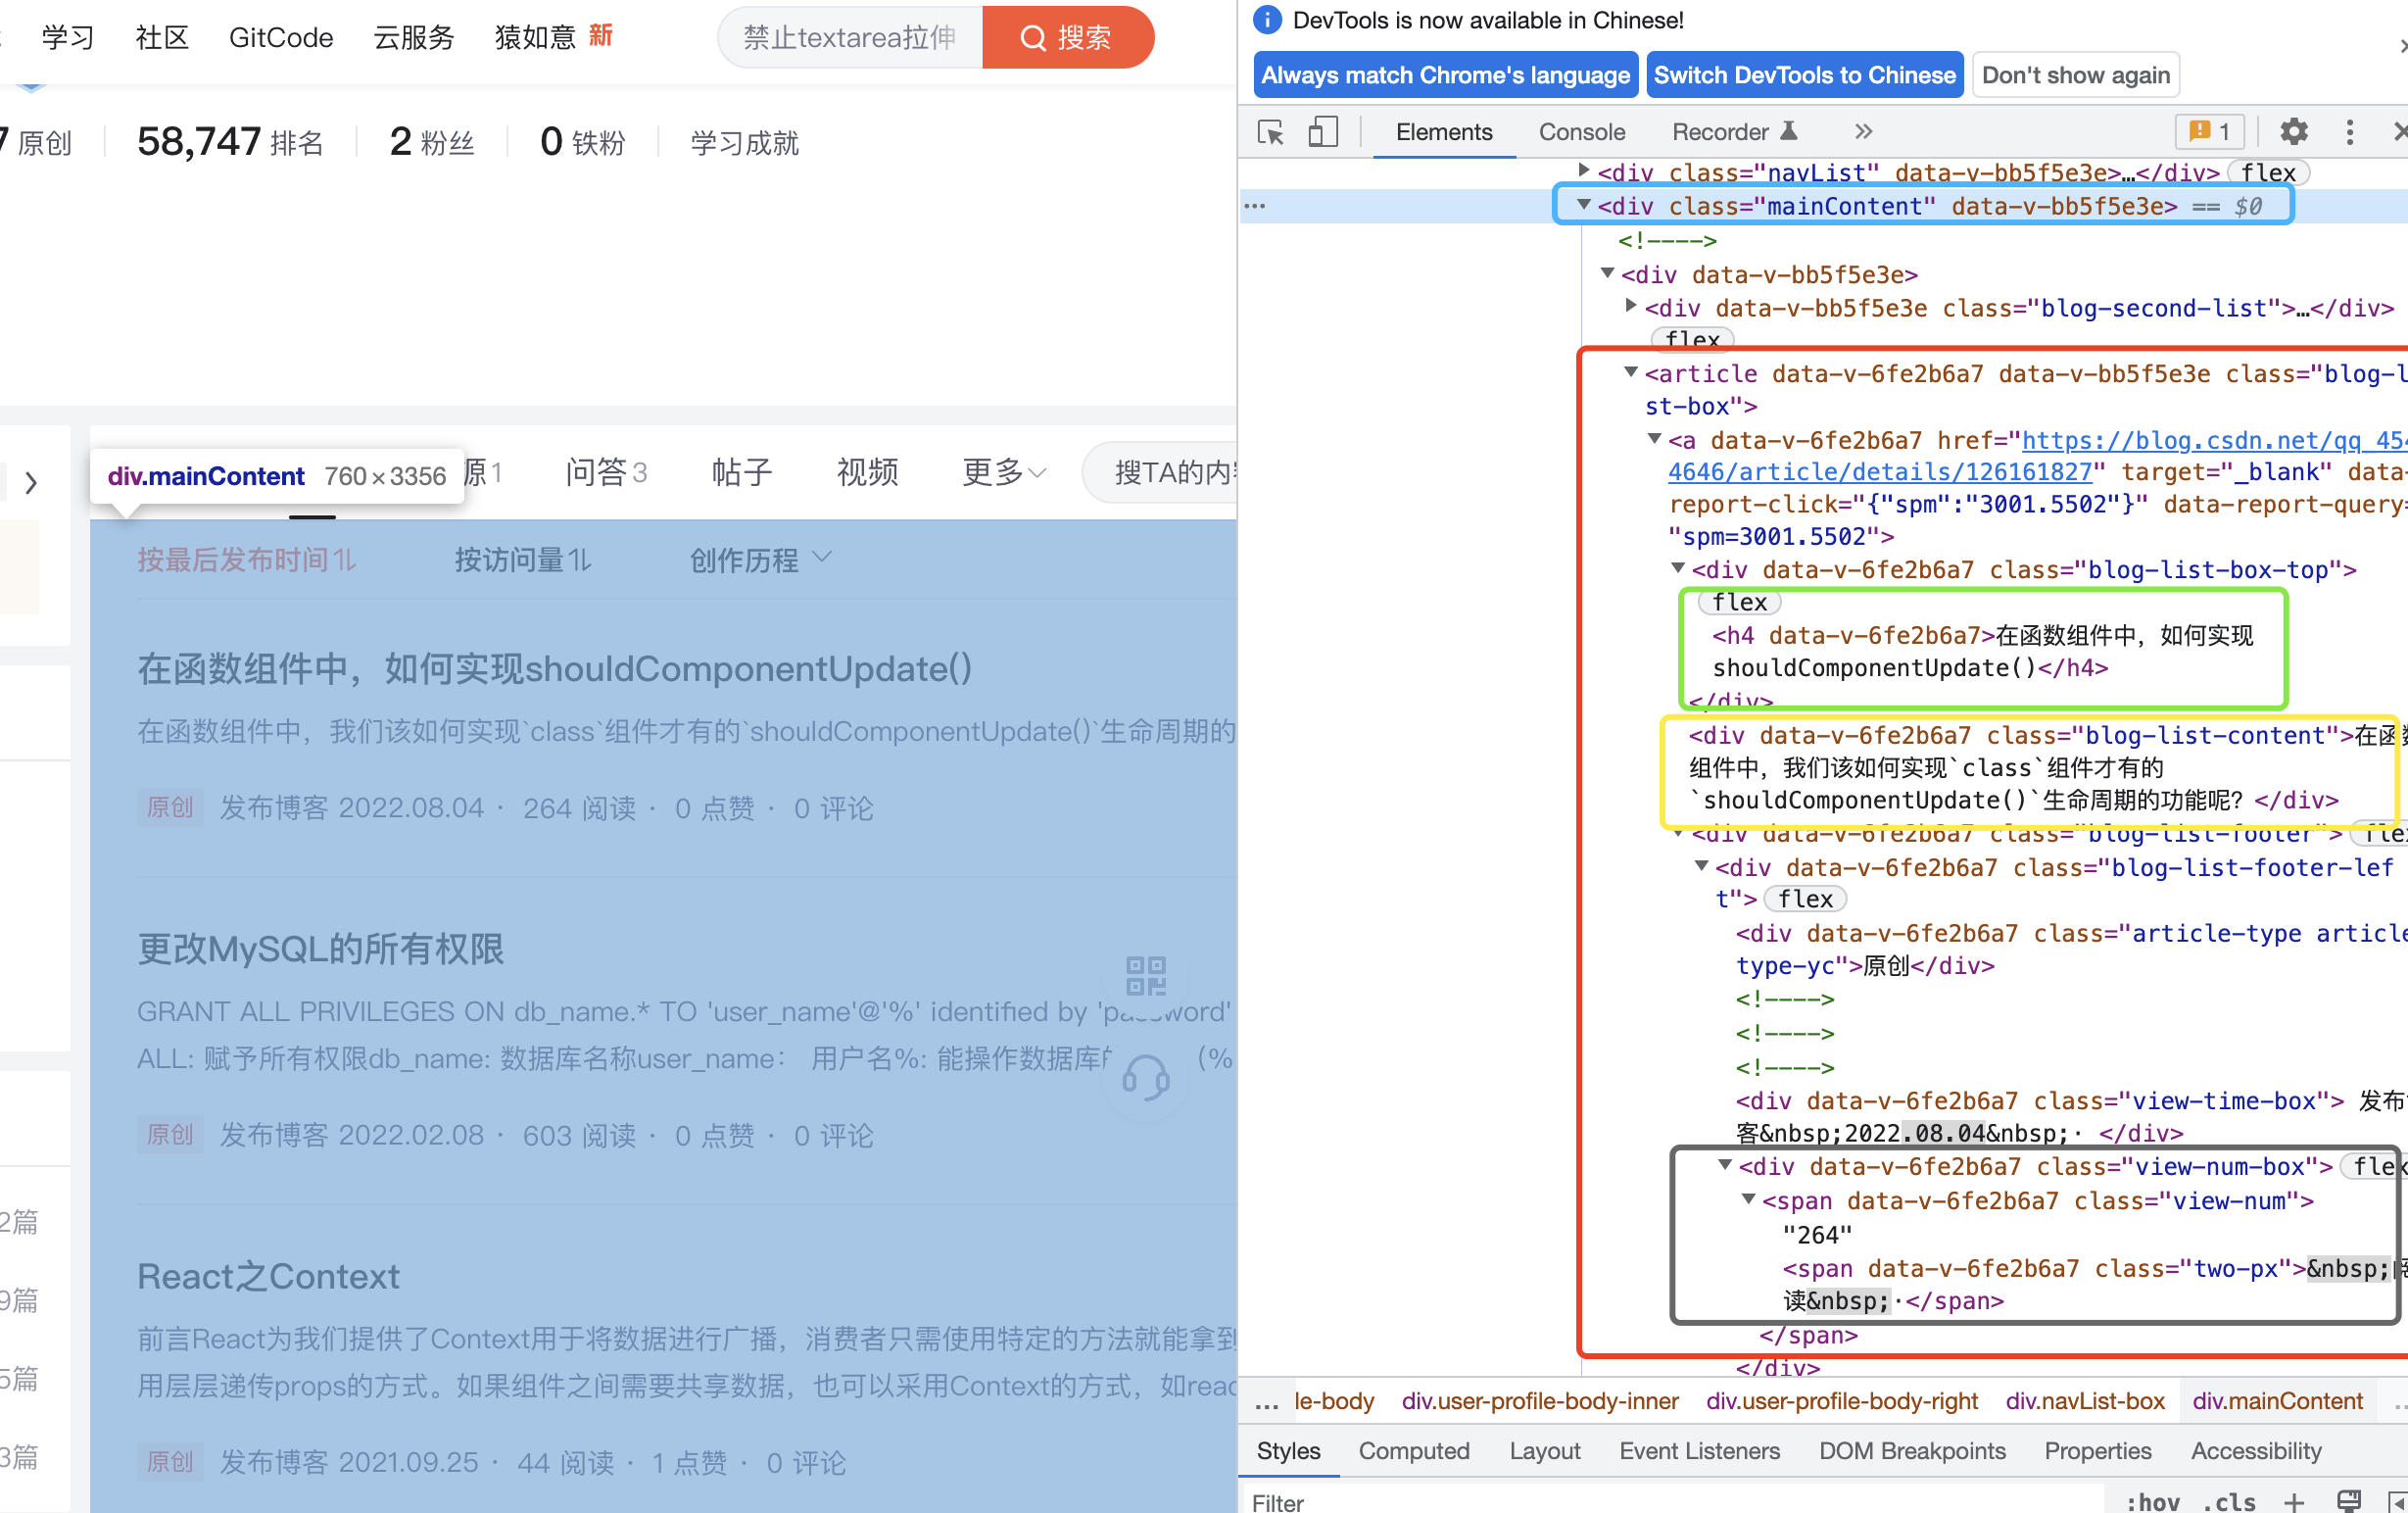 学习 社区 GitCode 云服务 猿如意 新 禁止textarea拉伸 搜索
7 原创 58,747 排名 2 粉丝 0 铁粉 学习成就
div.mainContent 760×3356 源1 问答3 帖子 视频 更多 搜TA的内容
按最后发布时间 按访问量 创作历程
在函数组件中，如何实现shouldComponentUpdate()
在函数组件中，我们该如何实现`class`组件才有的`shouldComponentUpdate()`生命周期的
原创 发布博客 2022.08.04 · 264 阅读 · 0 点赞 · 0 评论
更改MySQL的所有权限
GRANT ALL PRIVILEGES ON db_name.* TO 'user_name'@'%' identified by 'password'
ALL: 赋予所有权限db_name: 数据库名称user_name： 用户名%: 能操作数据库 (%
原创 发布博客 2022.02.08 · 603 阅读 · 0 点赞 · 0 评论
2篇
React之Context
9篇
前言React为我们提供了Context用于将数据进行广播，消费者只需使用特定的方法就能拿到
用层层递传props的方式。如果组件之间需要共享数据，也可以采用Context的方式，如reac
5篇
3篇
原创 发布博客 2021.09.25 · 44 阅读 · 1 点赞 · 0 评论
DevTools is now available in Chinese!
Always match Chrome's language Switch DevTools to Chinese Don't show again
Elements Console Recorder » 1
<div class="navList" data-v-bb5f5e3e>…</div> flex
… <div class="mainContent" data-v-bb5f5e3e> == $0
<!---->
<div data-v-bb5f5e3e>
<div data-v-bb5f5e3e class="blog-second-list">…</div>
flex
<article data-v-6fe2b6a7 data-v-bb5f5e3e class="blog-l
st-box">
<a data-v-6fe2b6a7 href="https://blog.csdn.net/qq_454
4646/article/details/126161827" target="_blank" data-
report-click="{"spm":"3001.5502"}" data-report-query=
"spm=3001.5502">
<div data-v-6fe2b6a7 class="blog-list-box-top">
flex
<h4 data-v-6fe2b6a7>在函数组件中，如何实现
shouldComponentUpdate()</h4>
</div>
<div data-v-6fe2b6a7 class="blog-list-content">在函数
组件中，我们该如何实现`class`组件才有的
`shouldComponentUpdate()`生命周期的功能呢？</div>
<div data-v-6fe2b6a7 class="blog-list-footer"> flex
<div data-v-6fe2b6a7 class="blog-list-footer-lef
t"> flex
<div data-v-6fe2b6a7 class="article-type article
type-yc">原创</div>
<!---->
<!---->
<!---->
<div data-v-6fe2b6a7 class="view-time-box"> 发布
客&nbsp;2022.08.04&nbsp;· </div>
<div data-v-6fe2b6a7 class="view-num-box"> flex
<span data-v-6fe2b6a7 class="view-num">
"264"
<span data-v-6fe2b6a7 class="two-px">&nbsp;阅
读&nbsp;·</span>
</span>
</div>
… le-body div.user-profile-body-inner div.user-profile-body-right div.navList-box div.mainContent …
Styles Computed Layout Event Listeners DOM Breakpoints Properties Accessibility
Filter :hov .cls +